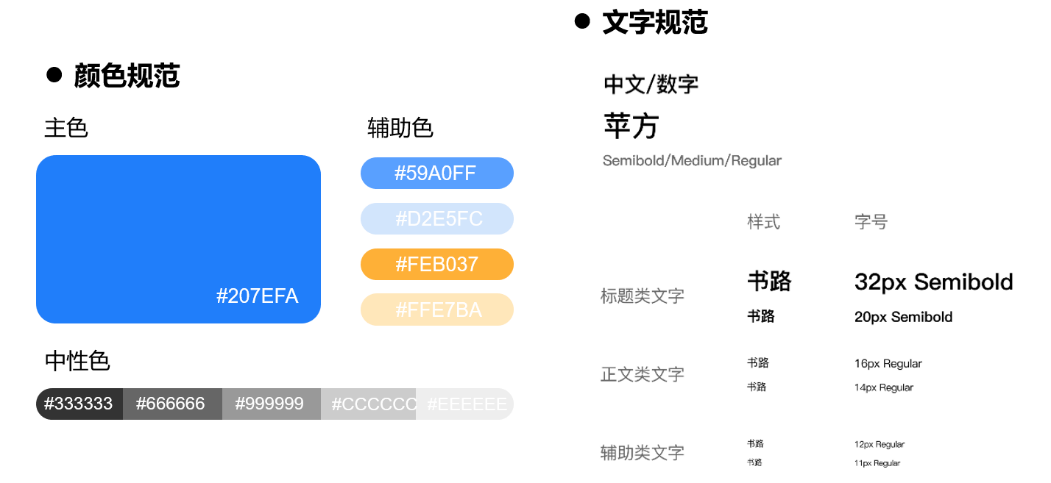 ● 颜色规范
主色
#207EFA
辅助色
#59A0FF
#D2E5FC
#FEB037
#FFE7BA
中性色
#333333 #666666 #999999 #CCCCCC #EEEEEE
● 文字规范
中文/数字
苹方
Semibold/Medium/Regular
样式 字号
标题类文字
书路 32px Semibold
书路 20px Semibold
正文类文字
书路 16px Regular
书路 14px Regular
辅助类文字
书路 12px Regular
书路 11px Regular